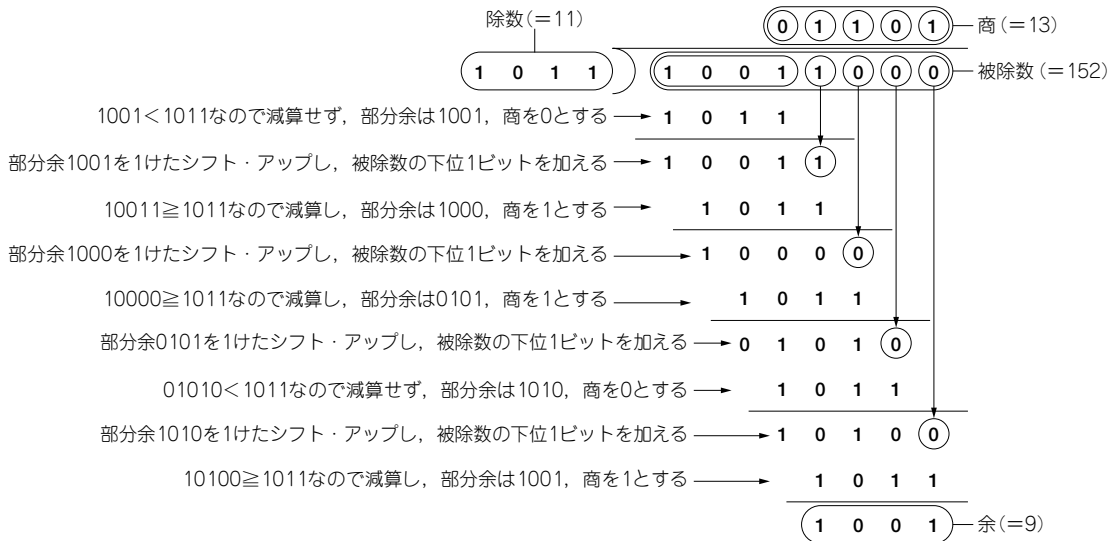 除数(=11)
0 1 1 0 1 商(=13)
1 0 1 1 1 0 0 1 1 0 0 0 被除数(=152)
1001<1011なので減算せず，部分余は1001，商を0とする 1 0 1 1
部分余1001を1けたシフト・アップし，被除数の下位1ビットを加える 1 0 0 1 1
10011≧1011なので減算し，部分余は1000，商を1とする 1 0 1 1
部分余1000を1けたシフト・アップし，被除数の下位1ビットを加える 1 0 0 0 0
10000≧1011なので減算し，部分余は0101，商を1とする 1 0 1 1
部分余0101を1けたシフト・アップし，被除数の下位1ビットを加える 0 1 0 1 0
01010<1011なので減算せず，部分余は1010，商を0とする 1 0 1 1
部分余1010を1けたシフト・アップし，被除数の下位1ビットを加える 1 0 1 0 0
10100≧1011なので減算し，部分余は1001，商を1とする 1 0 1 1
1 0 0 1 余(=9)